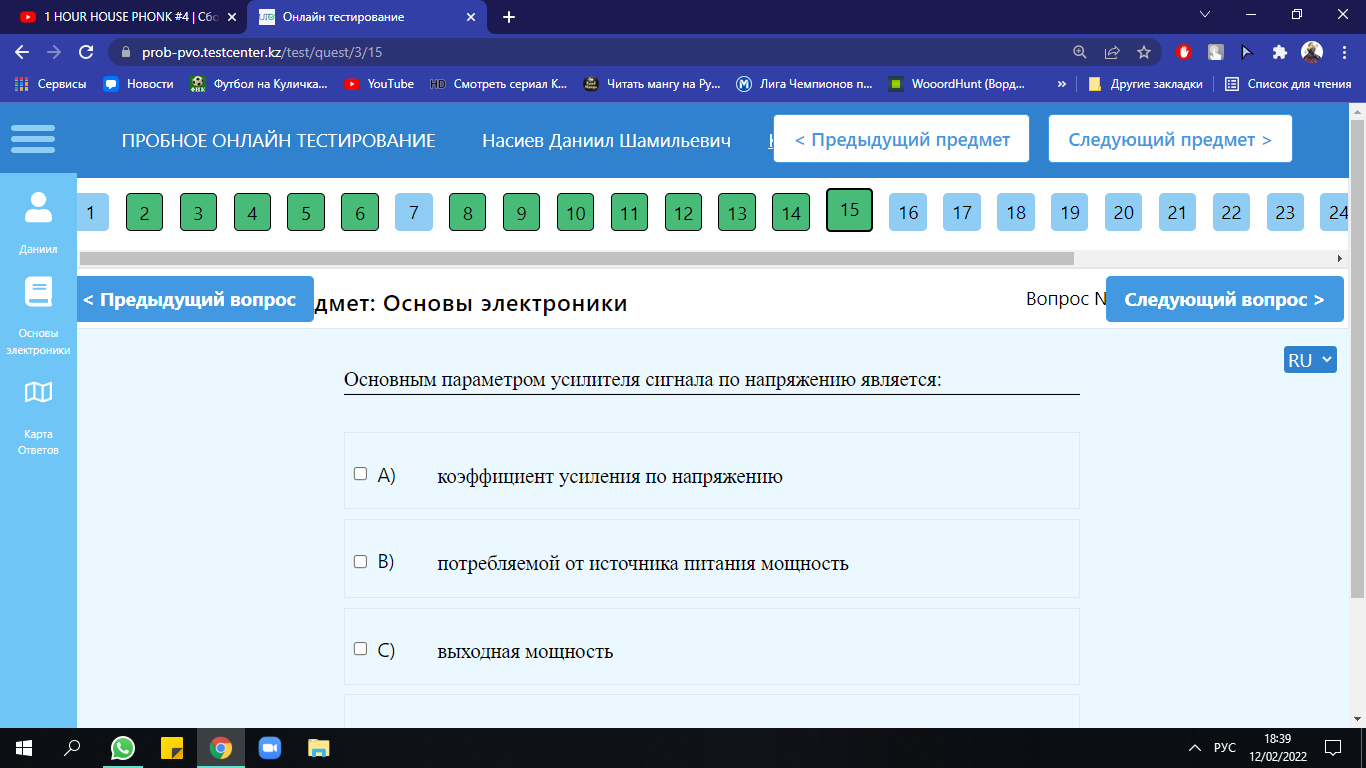 1 HOUR HOUSE PHONK #4 | Сбо
Онлайн тестирование
prob-pvo.testcenter.kz/test/quest/3/15
Сервисы Новости Футбол на Куличка... YouTube HD Смотреть сериал K... Читать мангу на Ру... Лига Чемпионов п... WooordHunt (Ворд... » Другие закладки Список для чтения
ПРОБНОЕ ОНЛАЙН ТЕСТИРОВАНИЕ Насиев Даниил Шамильевич < Предыдущий предмет Следующий предмет >
1 2 3 4 5 6 7 8 9 10 11 12 13 14 15 16 17 18 19 20 21 22 23 24
Даниил
Основы
электроники
Карта
Ответов
< Предыдущий вопрос дмет: Основы электроники Вопрос N Следующий вопрос >
RU
Основным параметром усилителя сигнала по напряжению является:
A) коэффициент усиления по напряжению
B) потребляемой от источника питания мощность
C) выходная мощность
РУС
18:39
12/02/2022